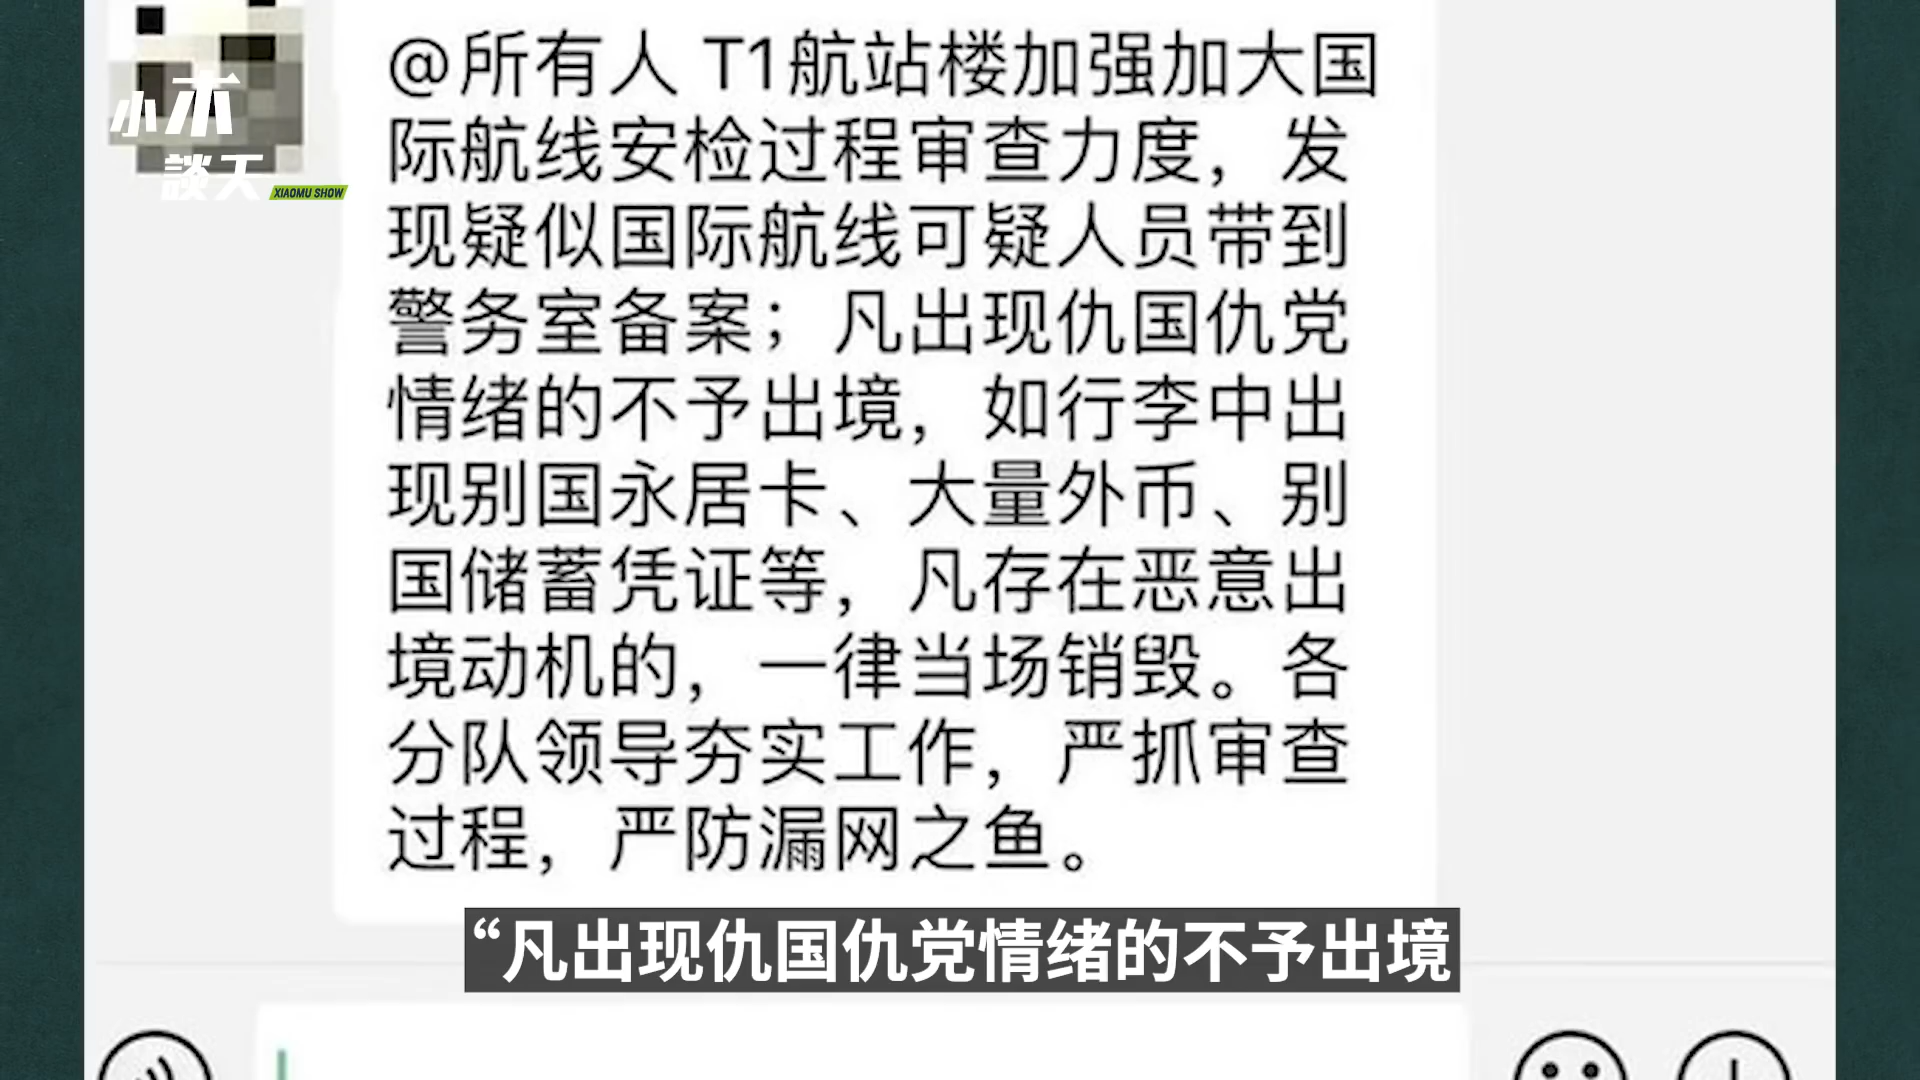 小木
談天
XIAOMU SHOW
@所有人 T1航站楼加强加大国
际航线安检过程审查力度，发
现疑似国际航线可疑人员带到
警务室备案；凡出现仇国仇党
情绪的不予出境，如行李中出
现别国永居卡、大量外币、别
国储蓄凭证等，凡存在恶意出
境动机的，一律当场销毁。各
分队领导夯实工作，严抓审查
过程，严防漏网之鱼。
“凡出现仇国仇党情绪的不予出境